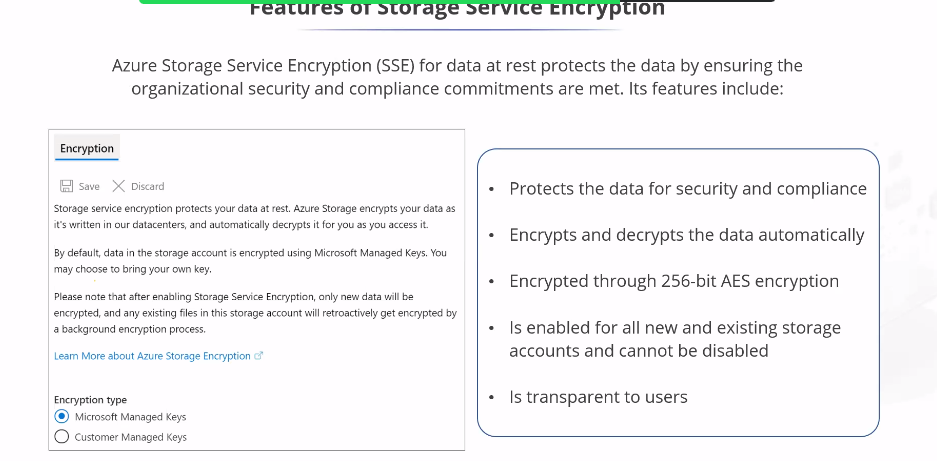 Features of Storage Service Encryption
Azure Storage Service Encryption (SSE) for data at rest protects the data by ensuring the
organizational security and compliance commitments are met. Its features include:
Encryption
Save Discard
Storage service encryption protects your data at rest. Azure Storage encrypts your data as
it's written in our datacenters, and automatically decrypts it for you as you access it.
By default, data in the storage account is encrypted using Microsoft Managed Keys. You
may choose to bring your own key.
Please note that after enabling Storage Service Encryption, only new data will be
encrypted, and any existing files in this storage account will retroactively get encrypted by
a background encryption process.
Learn More about Azure Storage Encryption
Encryption type
Microsoft Managed Keys
Customer Managed Keys
• Protects the data for security and compliance
• Encrypts and decrypts the data automatically
• Encrypted through 256-bit AES encryption
• Is enabled for all new and existing storage
accounts and cannot be disabled
• Is transparent to users